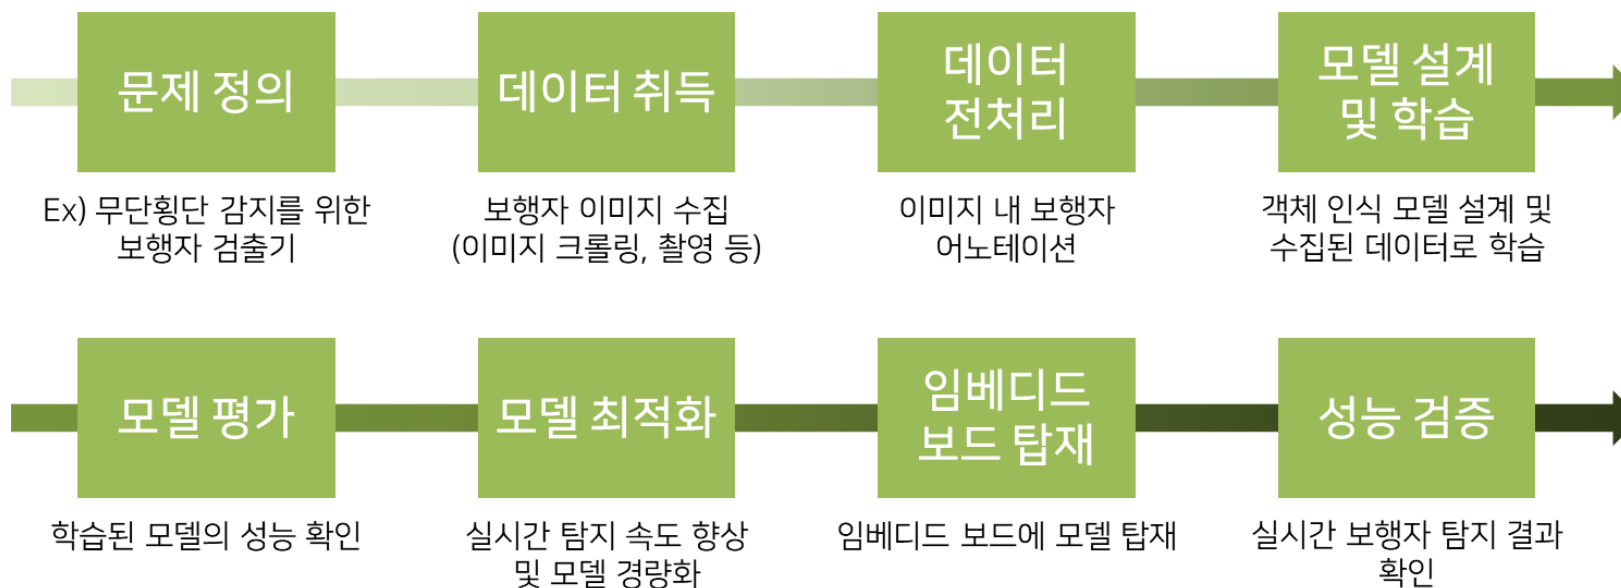 문제 정의
데이터 취득
데이터
전처리
모델 설계
및 학습
Ex) 무단횡단 감지를 위한
보행자 검출기
보행자 이미지 수집
(이미지 크롤링, 촬영 등)
이미지 내 보행자
어노테이션
객체 인식 모델 설계 및
수집된 데이터로 학습
모델 평가
모델 최적화
임베디드
보드 탑재
성능 검증
학습된 모델의 성능 확인
실시간 탐지 속도 향상
및 모델 경량화
임베디드 보드에 모델 탑재
실시간 보행자 탐지 결과
확인